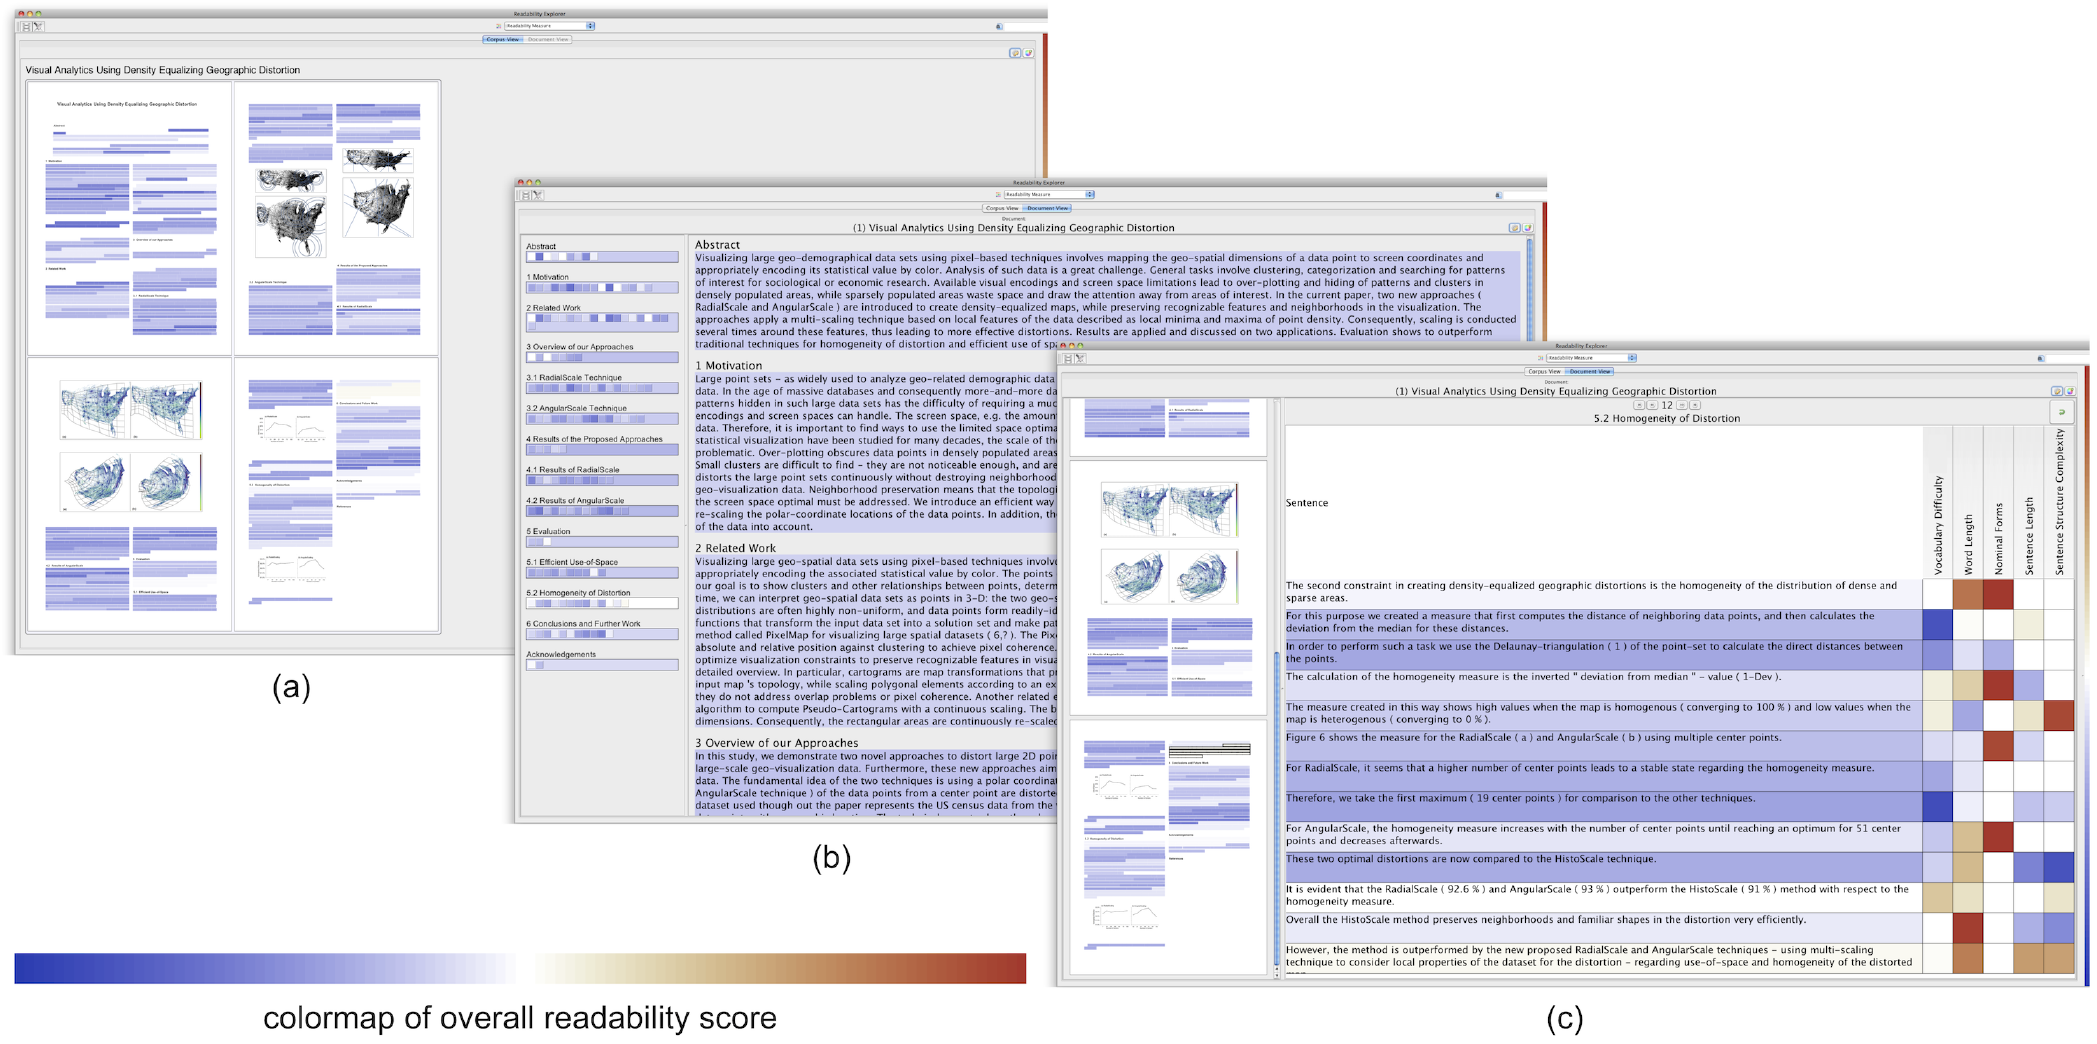 Readability Explorer
Readability Measure
Corpus View Document View
Visual Analytics Using Density Equalizing Geographic Distortion
Visual Analytics Using Density Equalizing Geographic Distortion
(a)
Readability Explorer
Readability Measure
Corpus View Document View
Document:
(1) Visual Analytics Using Density Equalizing Geographic Distortion
Abstract
1 Motivation
2 Related Work
3 Overview of our Approaches
3.1 RadialScale Technique
3.2 AngularScale Technique
4 Results of the Proposed Approaches
4.1 Results of RadialScale
4.2 Results of AngularScale
5 Evaluation
5.1 Efficient Use-of-Space
5.2 Homogeneity of Distortion
6 Conclusions and Further Work
Acknowledgements
Abstract
Visualizing large geo-demographical data sets using pixel-based techniques involves mapping the geo-spatial dimensions of a data point to screen coordinates and
appropriately encoding its statistical value by color. Analysis of such data is a great challenge. General tasks involve clustering, categorization and searching for patterns
of interest for sociological or economic research. Available visual encodings and screen space limitations lead to over-plotting and hiding of patterns and clusters in
densely populated areas, while sparsely populated areas waste space and draw the attention away from areas of interest. In the current paper, two new approaches (
RadialScale and AngularScale ) are introduced to create density-equalized maps, while preserving recognizable features and neighborhoods in the visualization. The
approaches apply a multi-scaling technique based on local features of the data described as local minima and maxima of point density. Consequently, scaling is conducted
several times around these features, thus leading to more effective distortions. Results are applied and discussed on two applications. Evaluation shows to outperform
traditional techniques for homogeneity of distortion and efficient use of spa
1 Motivation
Large point sets - as widely used to analyze geo-related demographic data
data. In the age of massive databases and consequently more-and-more da
patterns hidden in such large data sets has the difficulty of requiring a muc
encodings and screen spaces can handle. The screen space, e.g. the amoun
data. Therefore, it is important to find ways to use the limited space optima
statistical visualization have been studied for many decades, the scale of th
problematic. Over-plotting obscures data points in densely populated areas
Small clusters are difficult to find - they are not noticeable enough, and are
distorts the large point sets continuously without destroying neighborhood
geo-visualization data. Neighborhood preservation means that the topologi
the screen space optimal must be addressed. We introduce an efficient way
re-scaling the polar-coordinate locations of the data points. In addition, th
of the data into account.
2 Related Work
Visualizing large geo-spatial data sets using pixel-based techniques involv
appropriately encoding the associated statistical value by color. The points
our goal is to show clusters and other relationships between points, determ
time, we can interpret geo-spatial data sets as points in 3-D: the two geo-s
distributions are often highly non-uniform, and data points form readily-id
functions that transform the input data set into a solution set and make pat
method called PixelMap for visualizing large spatial datasets ( 6,? ). The Pixe
absolute and relative position against clustering to achieve pixel coherence.
optimize visualization constraints to preserve recognizable features in visua
detailed overview. In particular, cartograms are map transformations that pr
input map 's topology, while scaling polygonal elements according to an ex
they do not address overlap problems or pixel coherence. Another related e
algorithm to compute Pseudo-Cartograms with a continuous scaling. The b
dimensions. Consequently, the rectangular areas are continuously re-scaled
3 Overview of our Approaches
In this study, we demonstrate two novel approaches to distort large 2D poin
large-scale geo-visualization data. Furthermore, these new approaches aim
data. The fundamental idea of the two techniques is using a polar coordinat
AngularScale technique ) of the data points from a center point are distorte
dataset used though out the paper represents the US census data from the
(b)
Readability Explorer
Readability Measure
Corpus View Document View
Document:
(1) Visual Analytics Using Density Equalizing Geographic Distortion
12
5.2 Homogeneity of Distortion
Sentence
Vocabulary Difficulty
Word Length
Nominal Forms
Sentence Length
Sentence Structure Complexity
The second constraint in creating density-equalized geographic distortions is the homogeneity of the distribution of dense and
sparse areas.
For this purpose we created a measure that first computes the distance of neighboring data points, and then calculates the
deviation from the median for these distances.
In order to perform such a task we use the Delaunay-triangulation ( 1 ) of the point-set to calculate the direct distances between
the points.
The calculation of the homogeneity measure is the inverted " deviation from median " - value ( 1-Dev ).
The measure created in this way shows high values when the map is homogenous ( converging to 100 % ) and low values when the
map is heterogenous ( converging to 0 % ).
Figure 6 shows the measure for the RadialScale ( a ) and AngularScale ( b ) using multiple center points.
For RadialScale, it seems that a higher number of center points leads to a stable state regarding the homogeneity measure.
Therefore, we take the first maximum ( 19 center points ) for comparison to the other techniques.
For AngularScale, the homogeneity measure increases with the number of center points until reaching an optimum for 51 center
points and decreases afterwards.
These two optimal distortions are now compared to the HistoScale technique.
It is evident that the RadialScale ( 92.6 % ) and AngularScale ( 93 % ) outperform the HistoScale ( 91 % ) method with respect to the
homogeneity measure.
Overall the HistoScale method preserves neighborhoods and familiar shapes in the distortion very efficiently.
However, the method is outperformed by the new proposed RadialScale and AngularScale techniques - using multi-scaling
technique to consider local properties of the dataset for the distortion - regarding use-of-space and homogeneity of the distorted
(c)
colormap of overall readability score